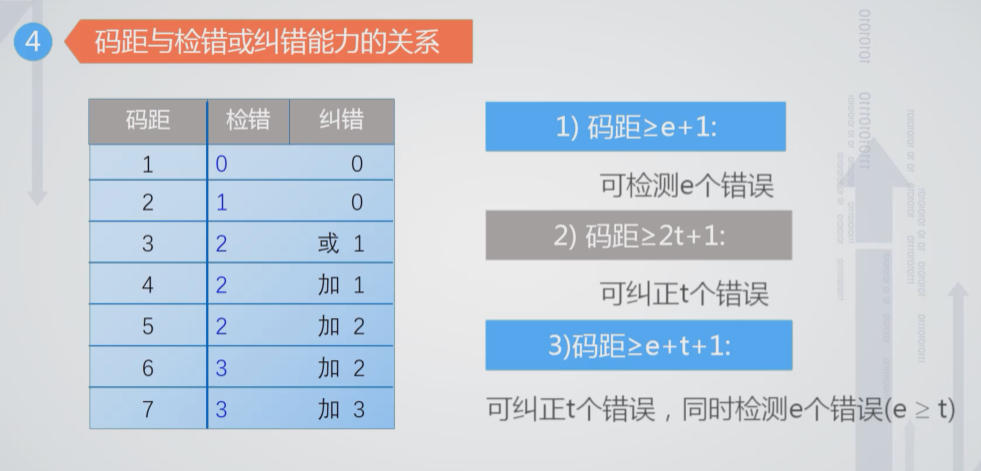 4 码距与检错或纠错能力的关系
码距 检错 纠错
1 0 0
2 1 0
3 2 或 1
4 2 加 1
5 2 加 2
6 3 加 2
7 3 加 3
1) 码距≥e+1:
可检测e个错误
2) 码距≥2t+1:
可纠正t个错误
3)码距≥e+t+1:
可纠正t个错误，同时检测e个错误(e ≥ t)